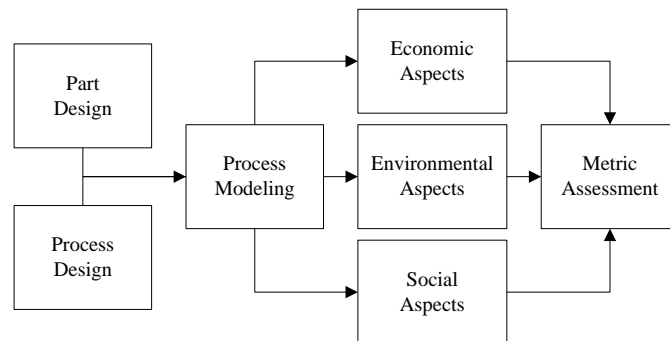 Part
Design
Process
Design
Process
Modeling
Economic
Aspects
Environmental
Aspects
Social
Aspects
Metric
Assessment